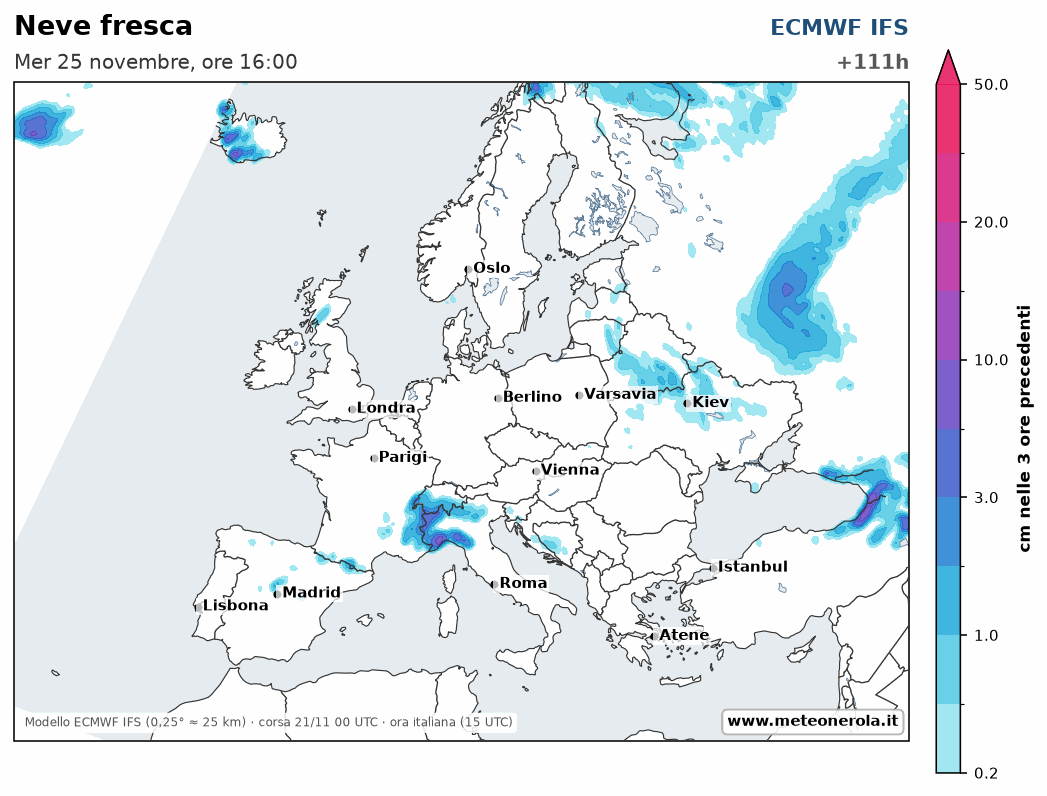 Neve fresca
ECMWF IFS
Mer 25 novembre, ore 16:00
+111h
50.0
20.0
10.0
3.0
1.0
0.2
cm nelle 3 ore precedenti
Oslo
Londra
Berlino
Varsavia
Kiev
Parigi
Vienna
Istanbul
Roma
Madrid
Lisbona
Atene
Modello ECMWF IFS (0,25° ≈ 25 km) · corsa 21/11 00 UTC · ora italiana (15 UTC)
www.meteonerola.it